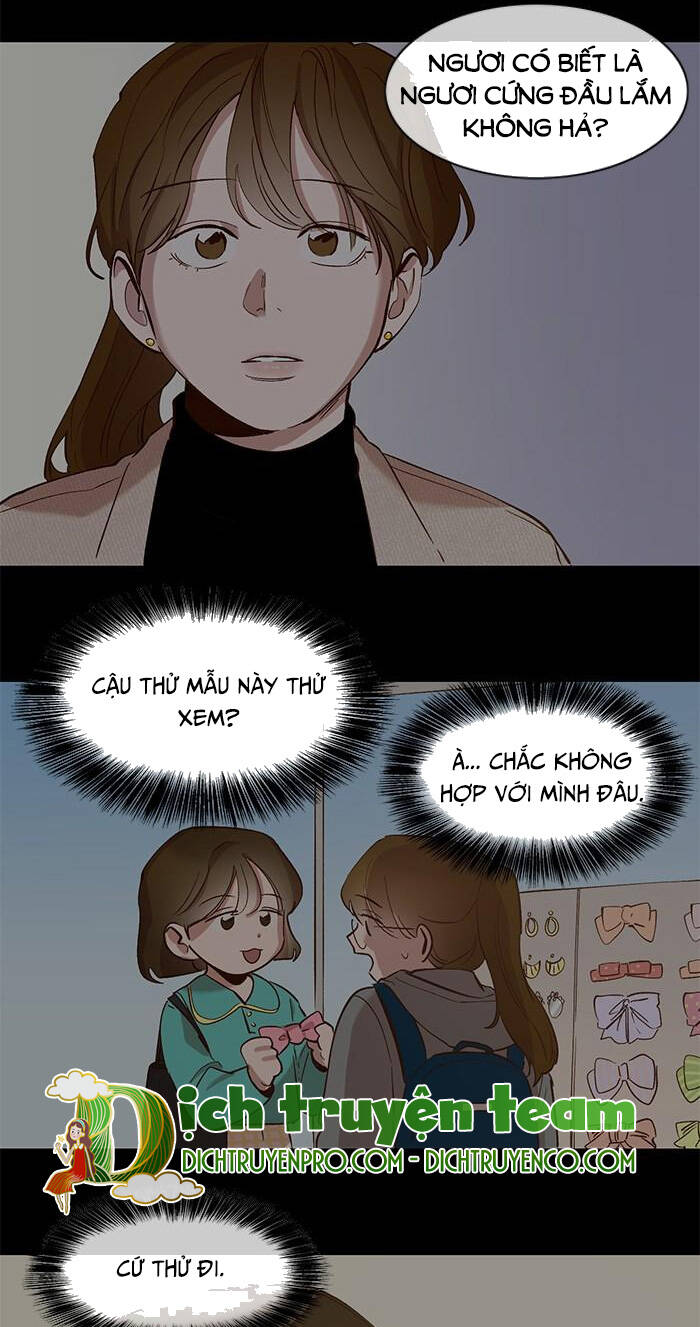 NGƯƠI CÓ BIẾT LÀ
NGƯƠI CỨNG ĐẦU LẮM
KHÔNG HẢ?
CẬU THỬ MẪU NÀY THỬ
XEM?
À... CHẮC KHÔNG
HỢP VỚI MÌNH ĐÂU.
Dịch truyện team
DICHTRUYENPRO.COM - DICHTRUYENCO.COM
CỨ THỬ ĐI.